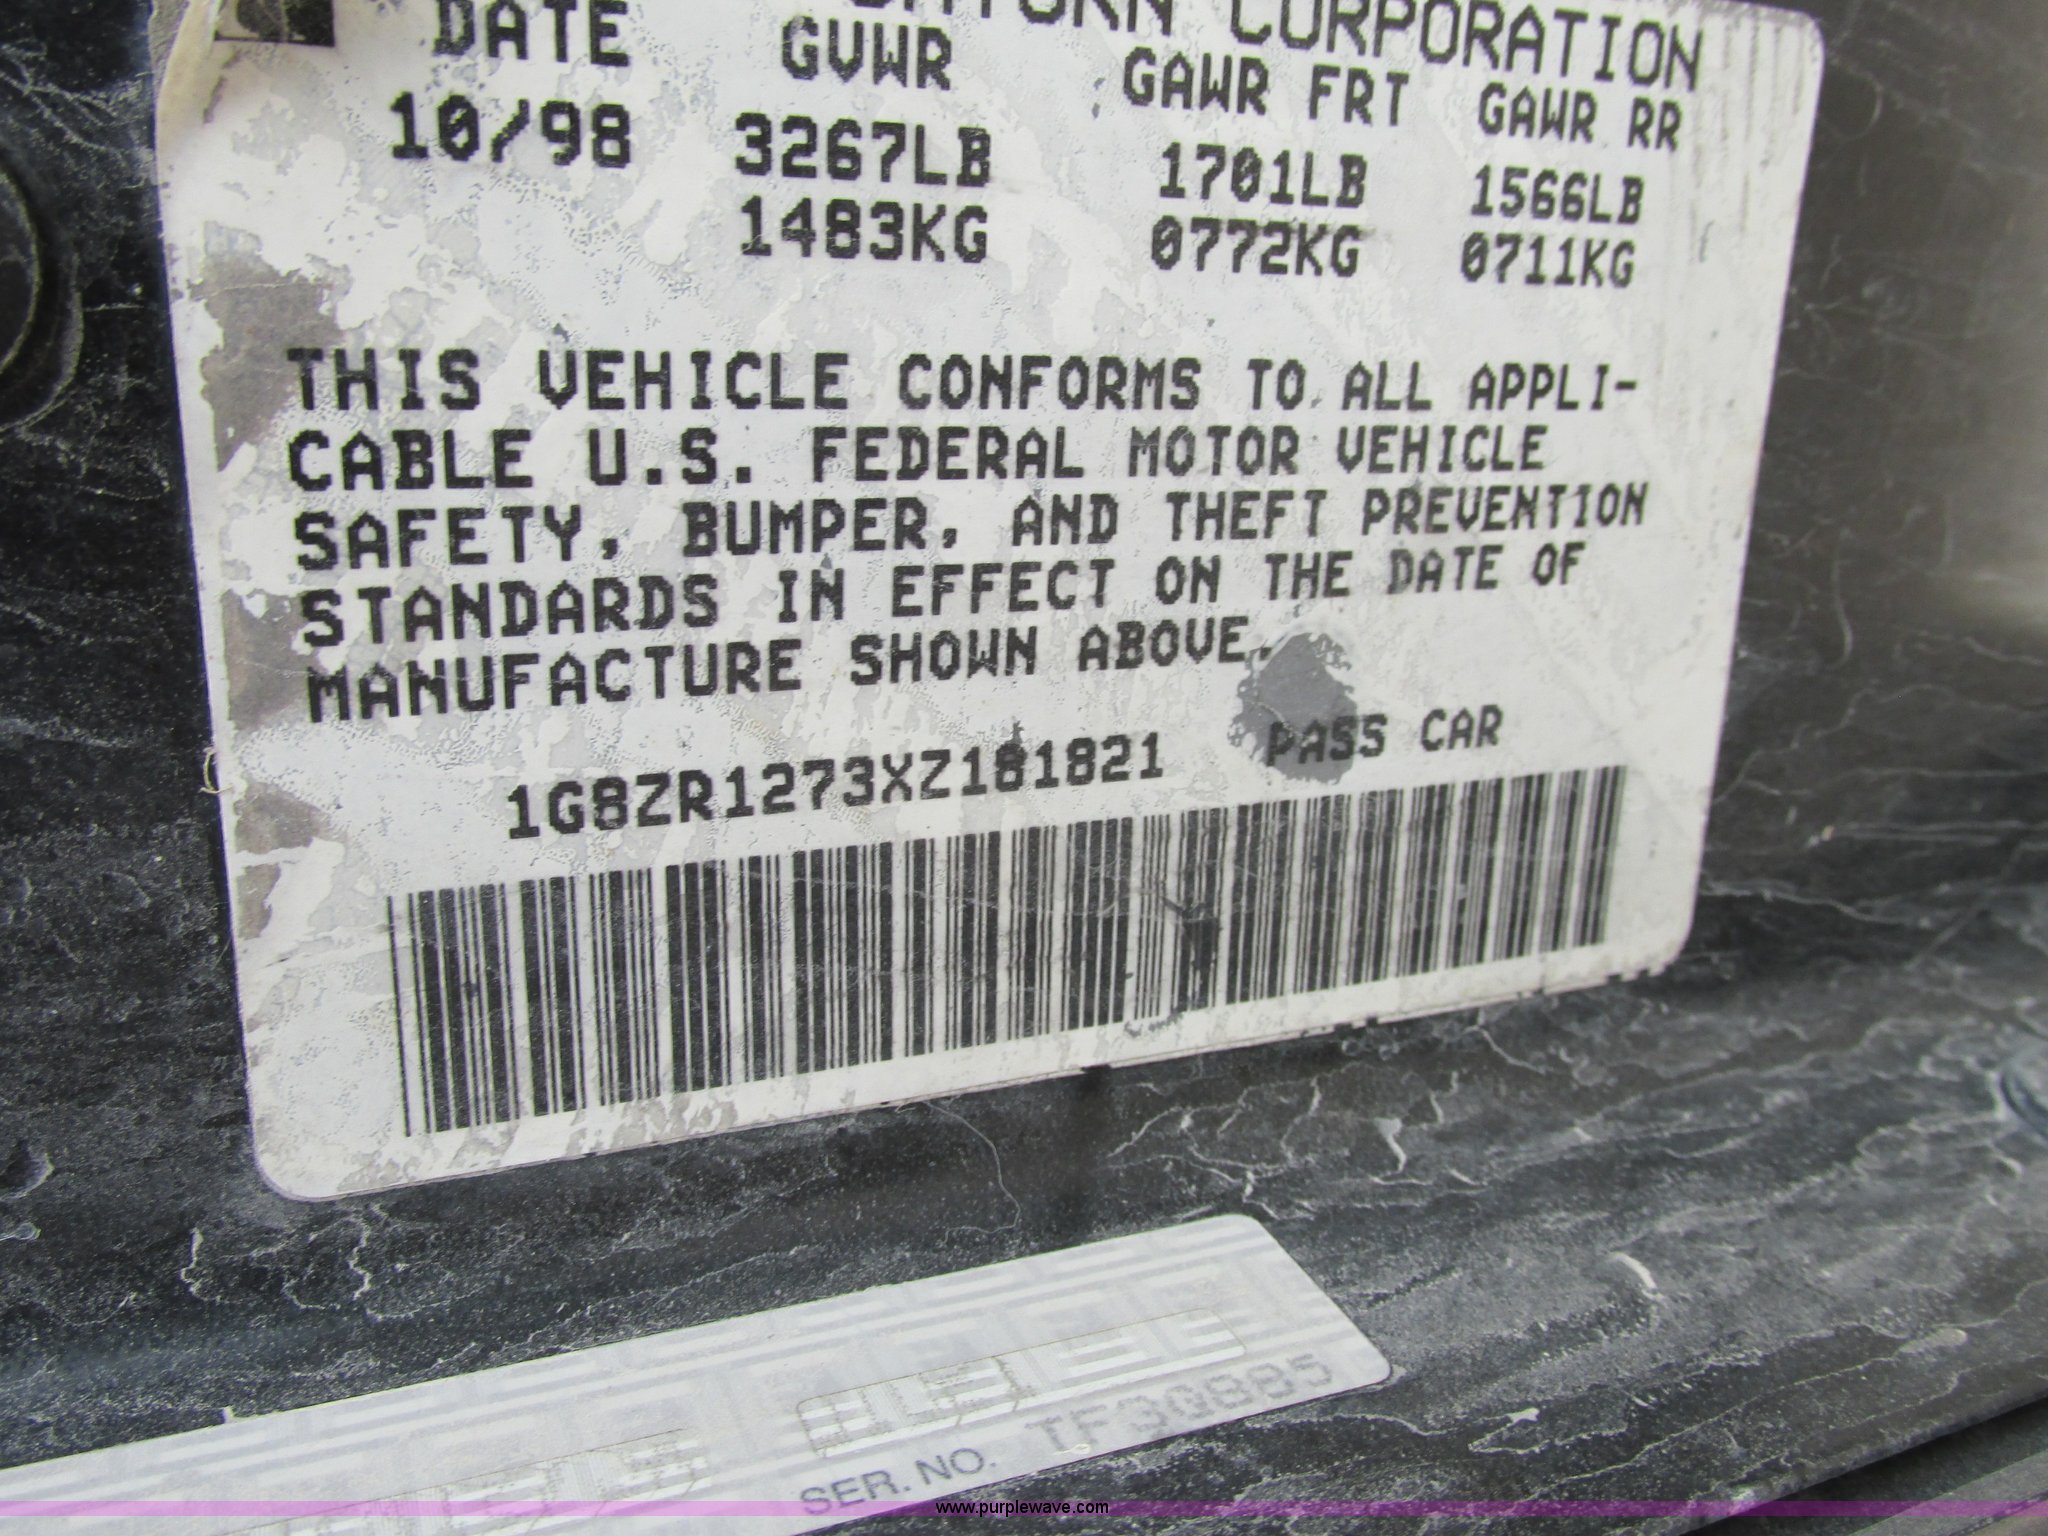 SATURN CORPORATION
DATE GVWR GAWR FRT GAWR RR
10/98 3267LB 1701LB 1566LB
1483KG 0772KG 0711KG
THIS VEHICLE CONFORMS TO ALL APPLI-
CABLE U.S. FEDERAL MOTOR VEHICLE
SAFETY, BUMPER, AND THEFT PREVENTION
STANDARDS IN EFFECT ON THE DATE OF
MANUFACTURE SHOWN ABOVE.
1G8ZR1273XZ181821 PASS CAR
SER. NO. TF3G885
www.purplewave.com